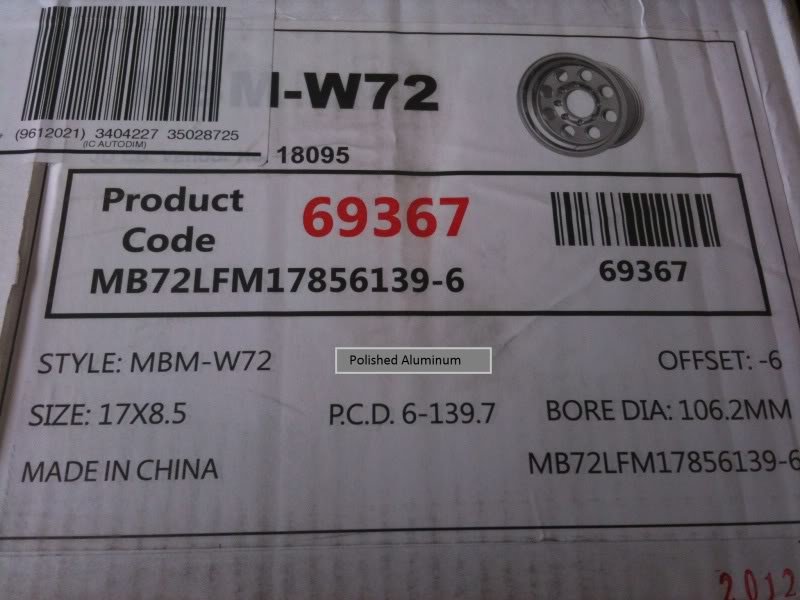 (9612021) 3404227 35028725
(IC AUTODIM)
M-W72
18095
Product
Code
69367
69367
MB72LFM17856139-6
STYLE: MBM-W72
Polished Aluminum
OFFSET: -6
SIZE: 17X8.5
P.C.D. 6-139.7
BORE DIA: 106.2MM
MADE IN CHINA
MB72LFM17856139-6
2012